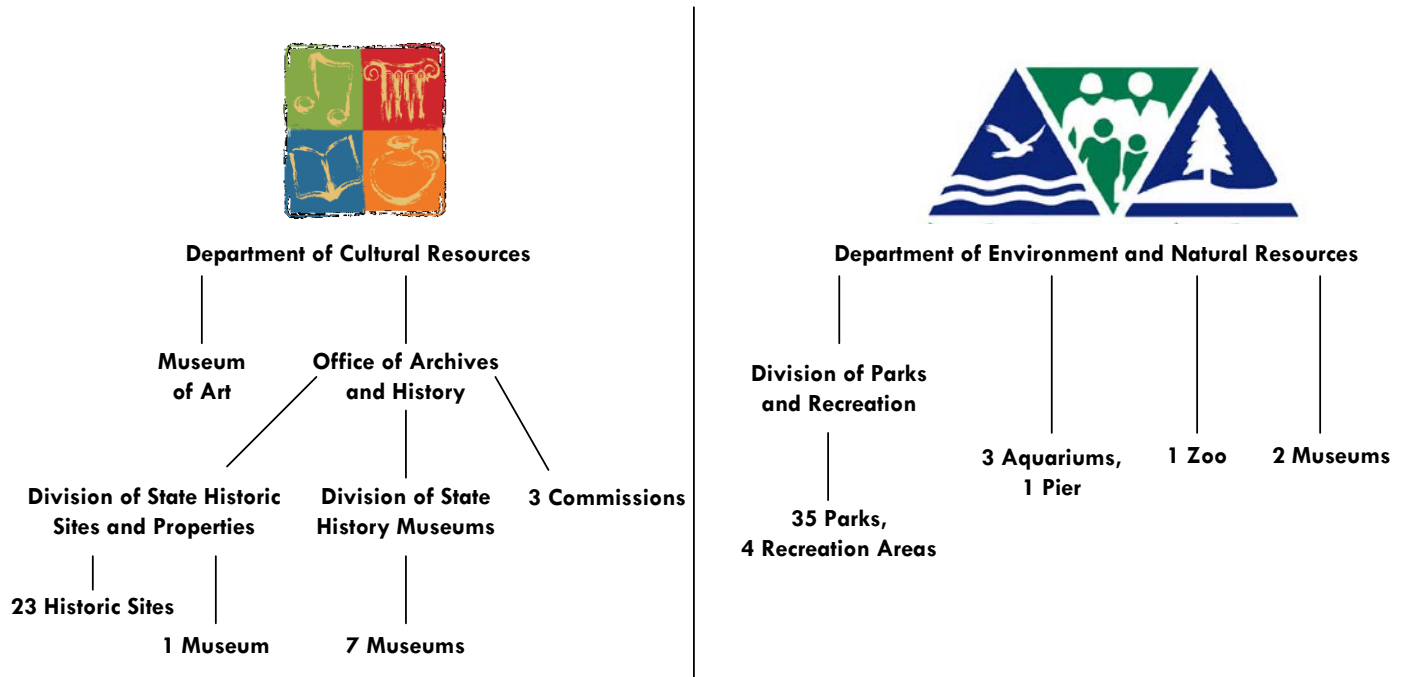 Department of Cultural Resources
Museum
of Art
Office of Archives
and History
Division of State Historic
Sites and Properties
Division of State
History Museums
3 Commissions
23 Historic Sites
1 Museum
7 Museums
Department of Environment and Natural Resources
Division of Parks
and Recreation
3 Aquariums,
1 Pier
1 Zoo
2 Museums
35 Parks,
4 Recreation Areas